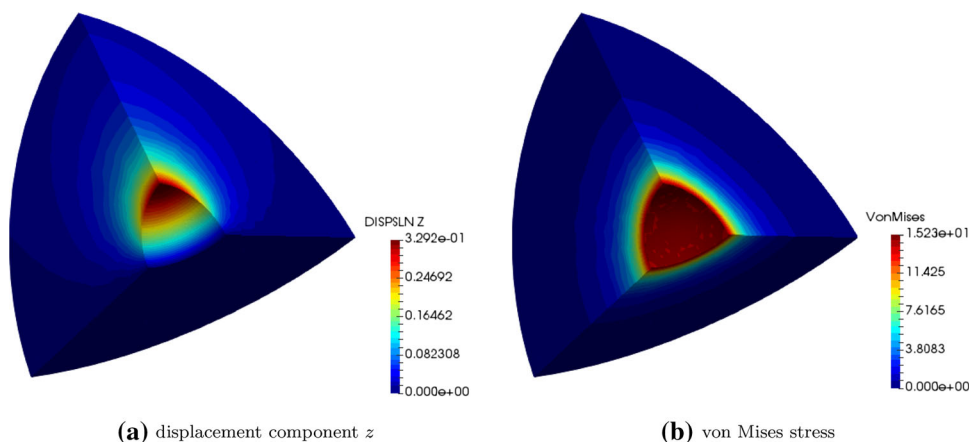 DISPSLN Z
3.292e-01
0.24692
0.16462
0.082308
0.000e+00
VonMises
1.523e+01
11.425
7.6165
3.8083
0.000e+00
(a) displacement component z
(b) von Mises stress